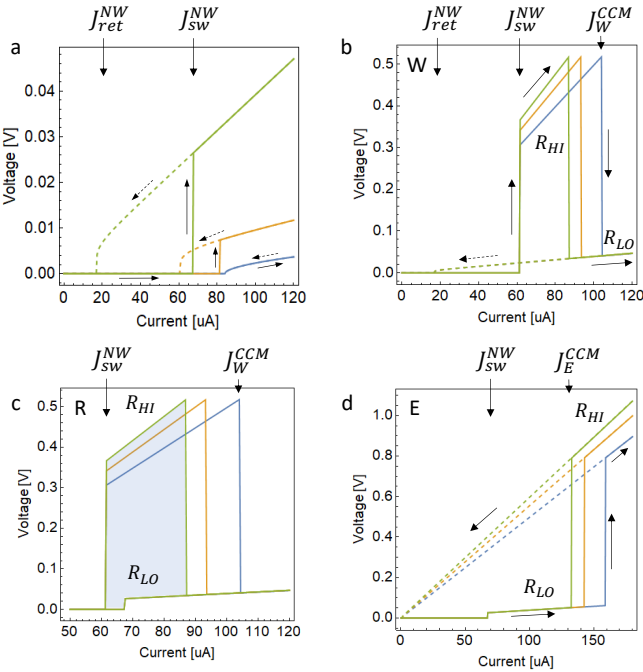 J_ret^NW J_sw^NW
a
Voltage [V]
0.04
0.03
0.02
0.01
0.00
0 20 40 60 80 100 120
Current [uA]
J_ret^NW J_sw^NW J_W^CCM
b W
Voltage [V]
0.5
0.4
0.3
0.2
0.1
0.0
R_HI
R_LO
0 20 40 60 80 100 120
Current [uA]
J_sw^NW J_W^CCM
c R
Voltage [V]
0.5
0.4
0.3
0.2
0.1
0.0
R_HI
R_LO
50 60 70 80 90 100 110 120
Current [uA]
J_sw^NW J_E^CCM
d E
Voltage [V]
1.0
0.8
0.6
0.4
0.2
0.0
R_HI
R_LO
0 50 100 150
Current [uA]